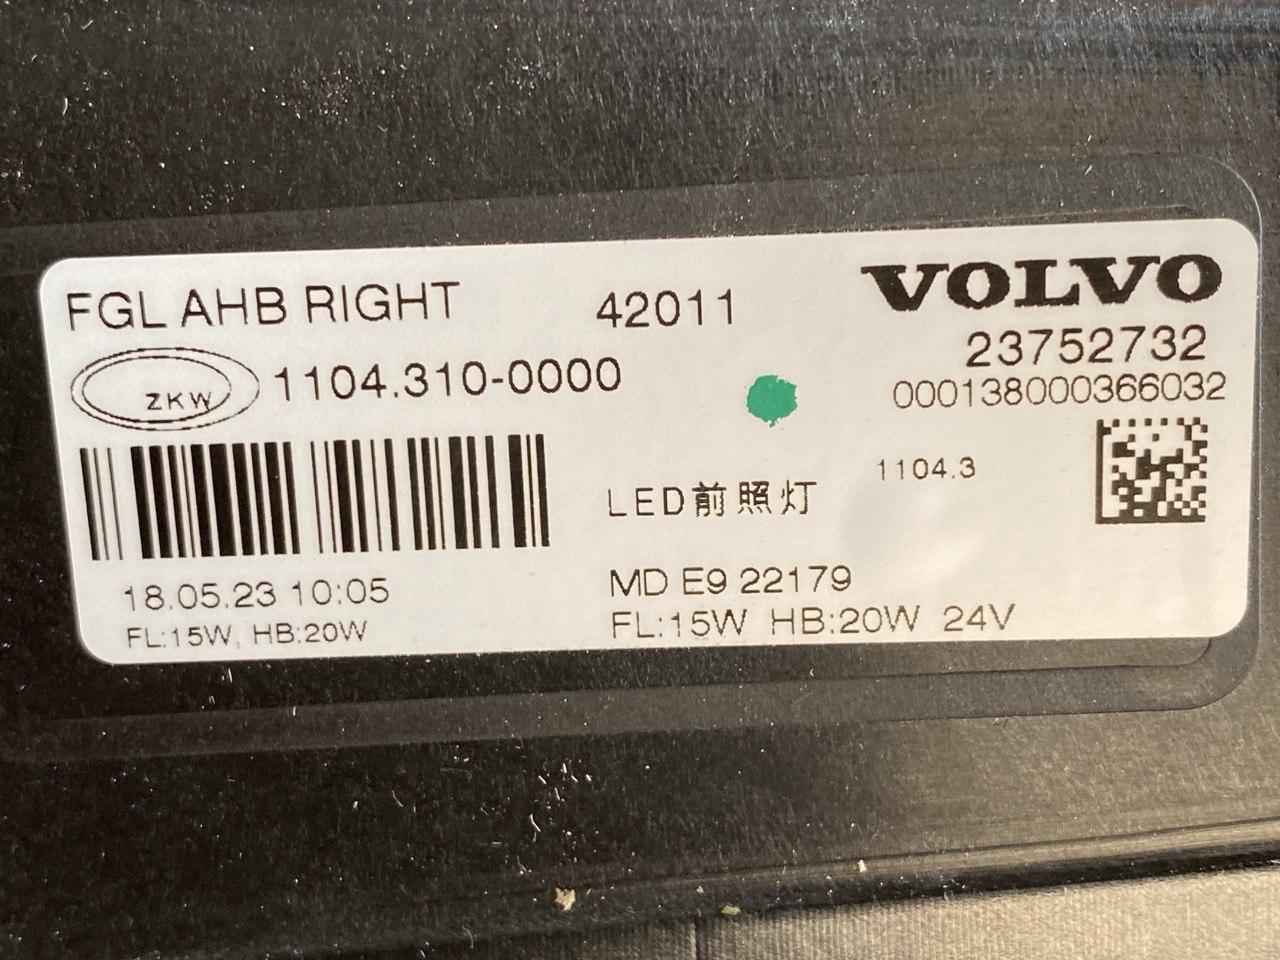 FGL AHB RIGHT 42011 VOLVO
23752732
ZKW 1104.310-0000
000138000366032
LED前照灯 1104.3
18.05.23 10:05 MD E9 22179
FL:15W, HB:20W FL:15W HB:20W 24V